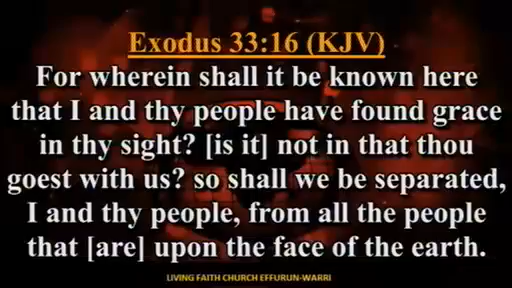 Exodus 33:16 (KJV)
For wherein shall it be known here
that I and thy people have found grace
in thy sight? [is it] not in that thou
goest with us? so shall we be separated,
I and thy people, from all the people
that [are] upon the face of the earth.
LIVING FAITH CHURCH EFFURUN-WARRI